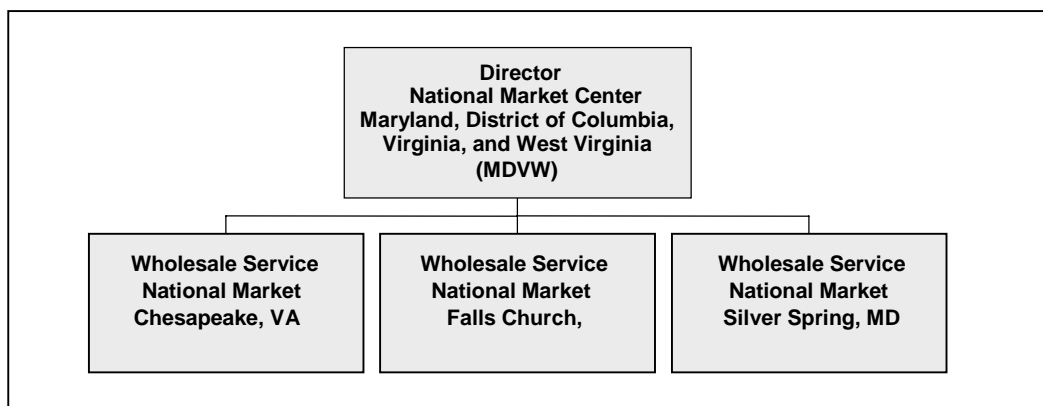 Director
National Market Center
Maryland, District of Columbia,
Virginia, and West Virginia
(MDVW)
Wholesale Service
National Market
Chesapeake, VA
Wholesale Service
National Market
Falls Church,
Wholesale Service
National Market
Silver Spring, MD